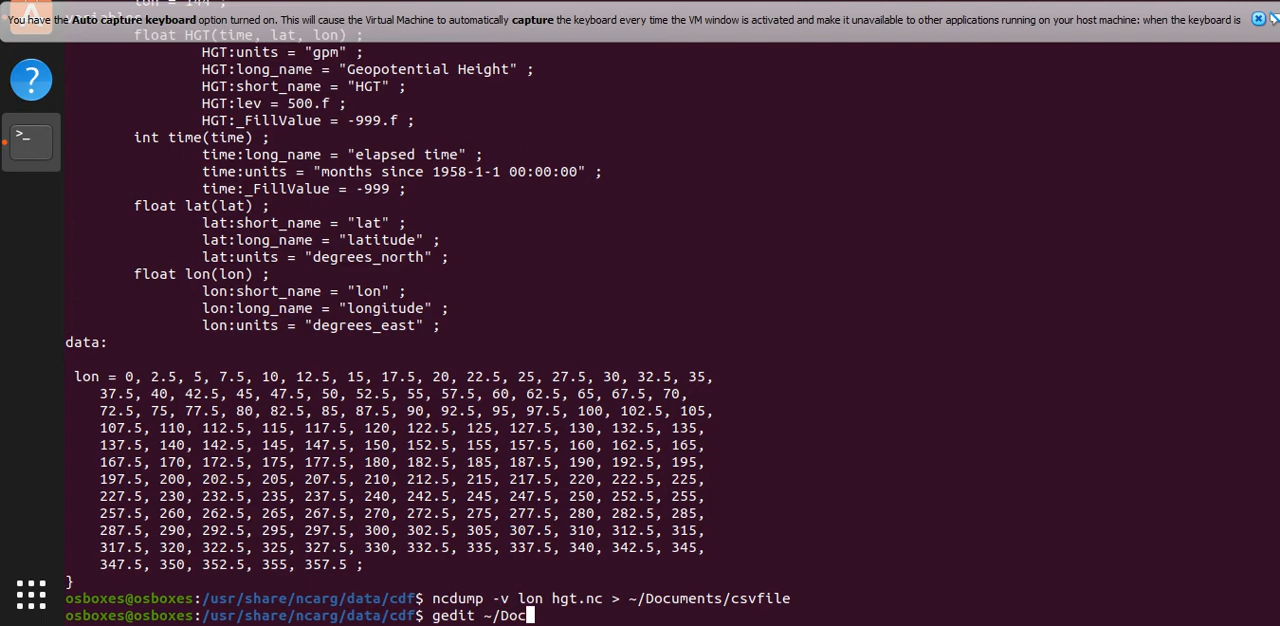 You have the Auto capture keyboard option turned on. This will cause the Virtual Machine to automatically capture the keyboard every time the VM window is activated and make it unavailable to other applications running on your host machine: when the keyboard is
lon = 144 ;
float HGT(time, lat, lon) ;
HGT:units = "gpm" ;
HGT:long_name = "Geopotential Height" ;
HGT:short_name = "HGT" ;
HGT:lev = 500.f ;
HGT:_FillValue = -999.f ;
int time(time) ;
time:long_name = "elapsed time" ;
time:units = "months since 1958-1-1 00:00:00" ;
time:_FillValue = -999 ;
float lat(lat) ;
lat:short_name = "lat" ;
lat:long_name = "latitude" ;
lat:units = "degrees_north" ;
float lon(lon) ;
lon:short_name = "lon" ;
lon:long_name = "longitude" ;
lon:units = "degrees_east" ;
data:
lon = 0, 2.5, 5, 7.5, 10, 12.5, 15, 17.5, 20, 22.5, 25, 27.5, 30, 32.5, 35,
37.5, 40, 42.5, 45, 47.5, 50, 52.5, 55, 57.5, 60, 62.5, 65, 67.5, 70,
72.5, 75, 77.5, 80, 82.5, 85, 87.5, 90, 92.5, 95, 97.5, 100, 102.5, 105,
107.5, 110, 112.5, 115, 117.5, 120, 122.5, 125, 127.5, 130, 132.5, 135,
137.5, 140, 142.5, 145, 147.5, 150, 152.5, 155, 157.5, 160, 162.5, 165,
167.5, 170, 172.5, 175, 177.5, 180, 182.5, 185, 187.5, 190, 192.5, 195,
197.5, 200, 202.5, 205, 207.5, 210, 212.5, 215, 217.5, 220, 222.5, 225,
227.5, 230, 232.5, 235, 237.5, 240, 242.5, 245, 247.5, 250, 252.5, 255,
257.5, 260, 262.5, 265, 267.5, 270, 272.5, 275, 277.5, 280, 282.5, 285,
287.5, 290, 292.5, 295, 297.5, 300, 302.5, 305, 307.5, 310, 312.5, 315,
317.5, 320, 322.5, 325, 327.5, 330, 332.5, 335, 337.5, 340, 342.5, 345,
347.5, 350, 352.5, 355, 357.5 ;
}
osboxes@osboxes:/usr/share/ncarg/data/cdf$ ncdump -v lon hgt.nc > ~/Documents/csvfile
osboxes@osboxes:/usr/share/ncarg/data/cdf$ gedit ~/Doc